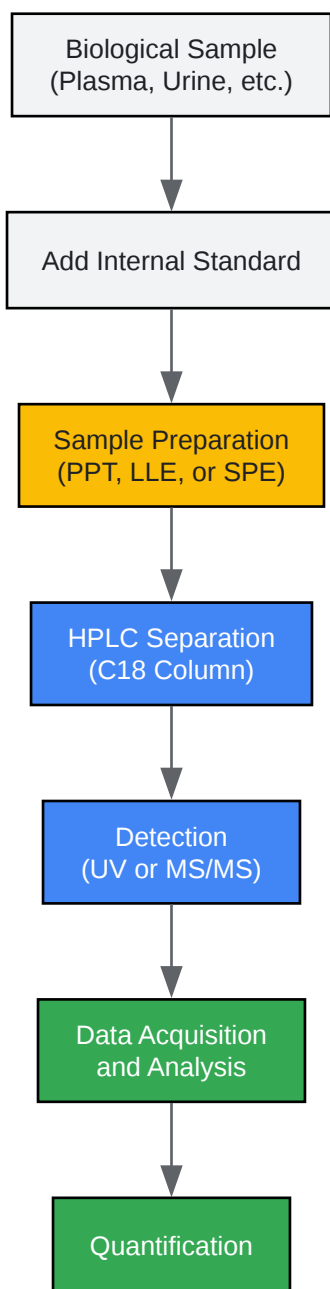 Biological Sample
(Plasma, Urine, etc.)
Add Internal Standard
Sample Preparation
(PPT, LLE, or SPE)
HPLC Separation
(C18 Column)
Detection
(UV or MS/MS)
Data Acquisition
and Analysis
Quantification